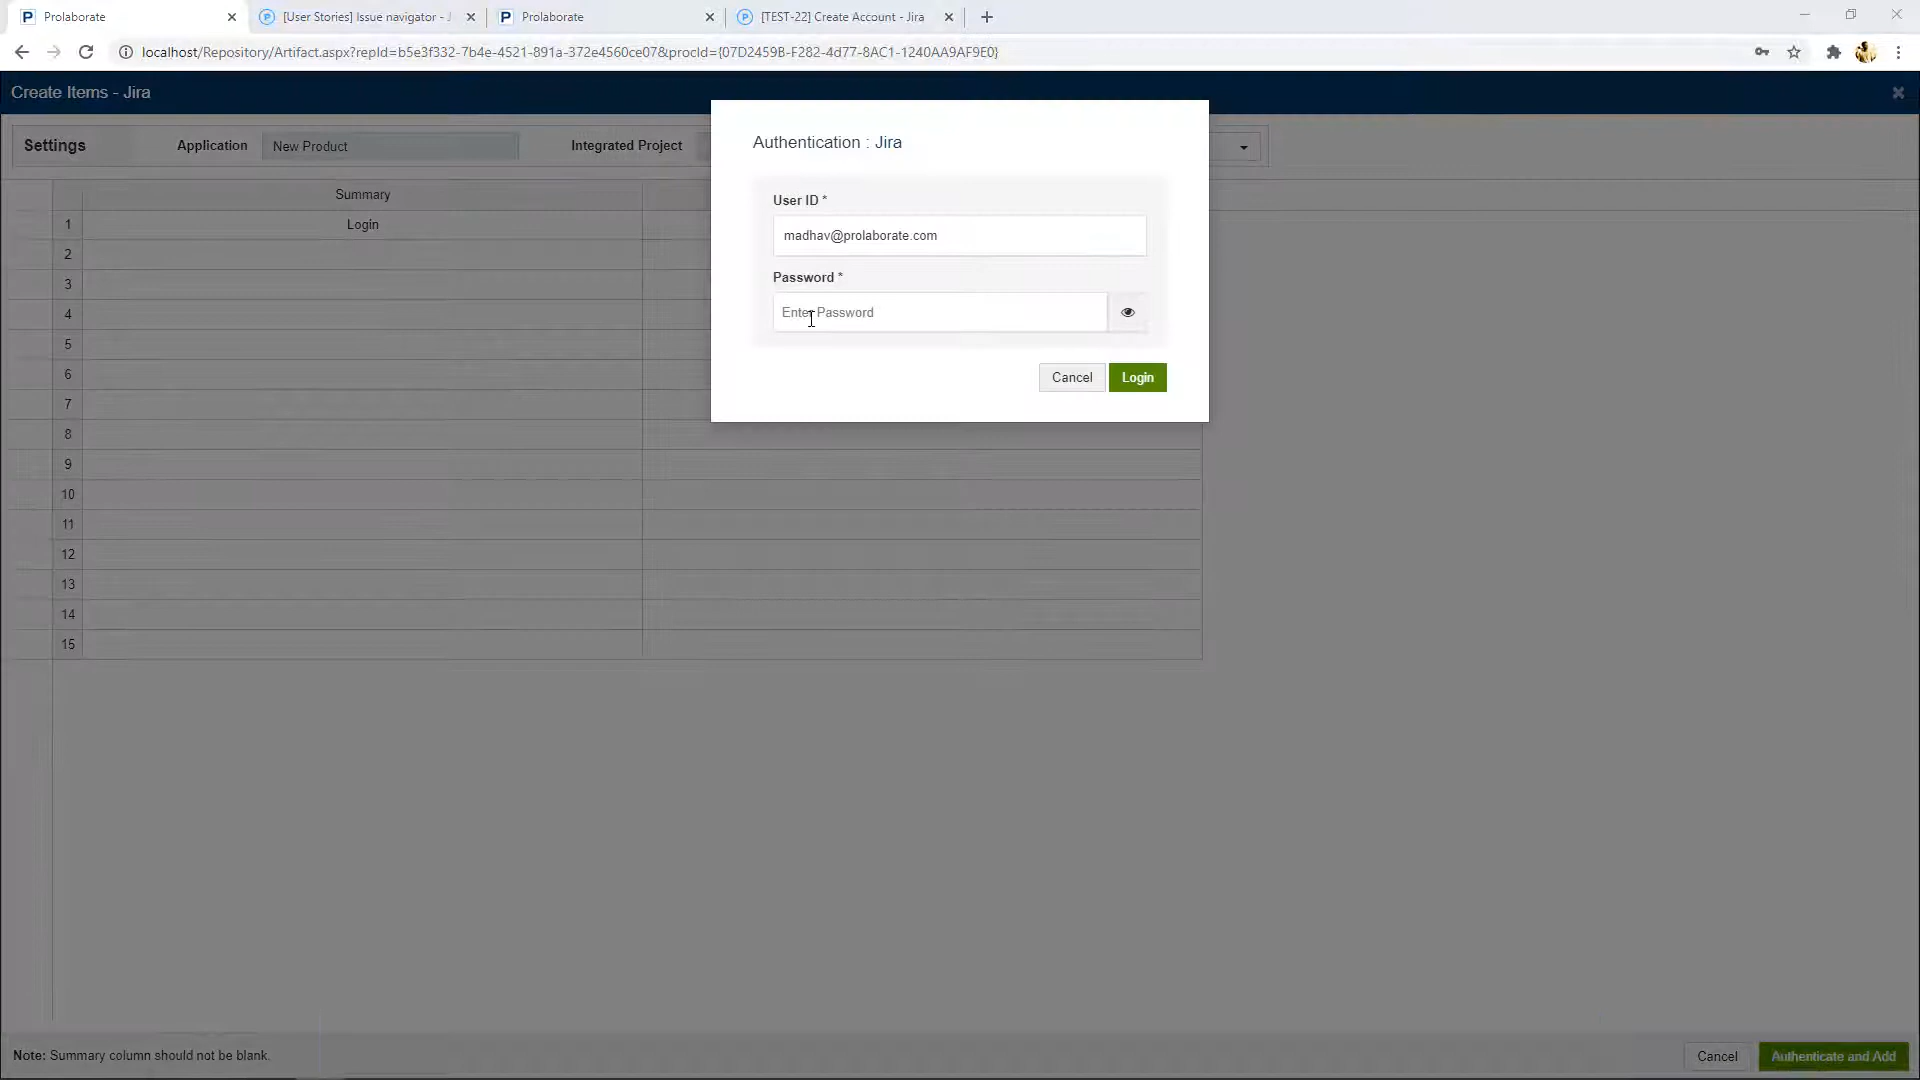 Prolaborate
[User Stories] Issue navigator - J
Prolaborate
[TEST-22] Create Account - Jira
localhost/Repository/Artifact.aspx?repId=b5e3f332-7b4e-4521-891a-372e4560ce07&procId={07D2459B-F282-4d77-8AC1-1240AA9AF9E0}
Create Items - Jira
Settings
Application
New Product
Integrated Project
Authentication : Jira
User ID *
madhav@prolaborate.com
Password *
Enter Password
Cancel
Login
Summary
1
Login
2
3
4
5
6
7
8
9
10
11
12
13
14
15
Note: Summary column should not be blank.
Cancel
Authenticate and Add